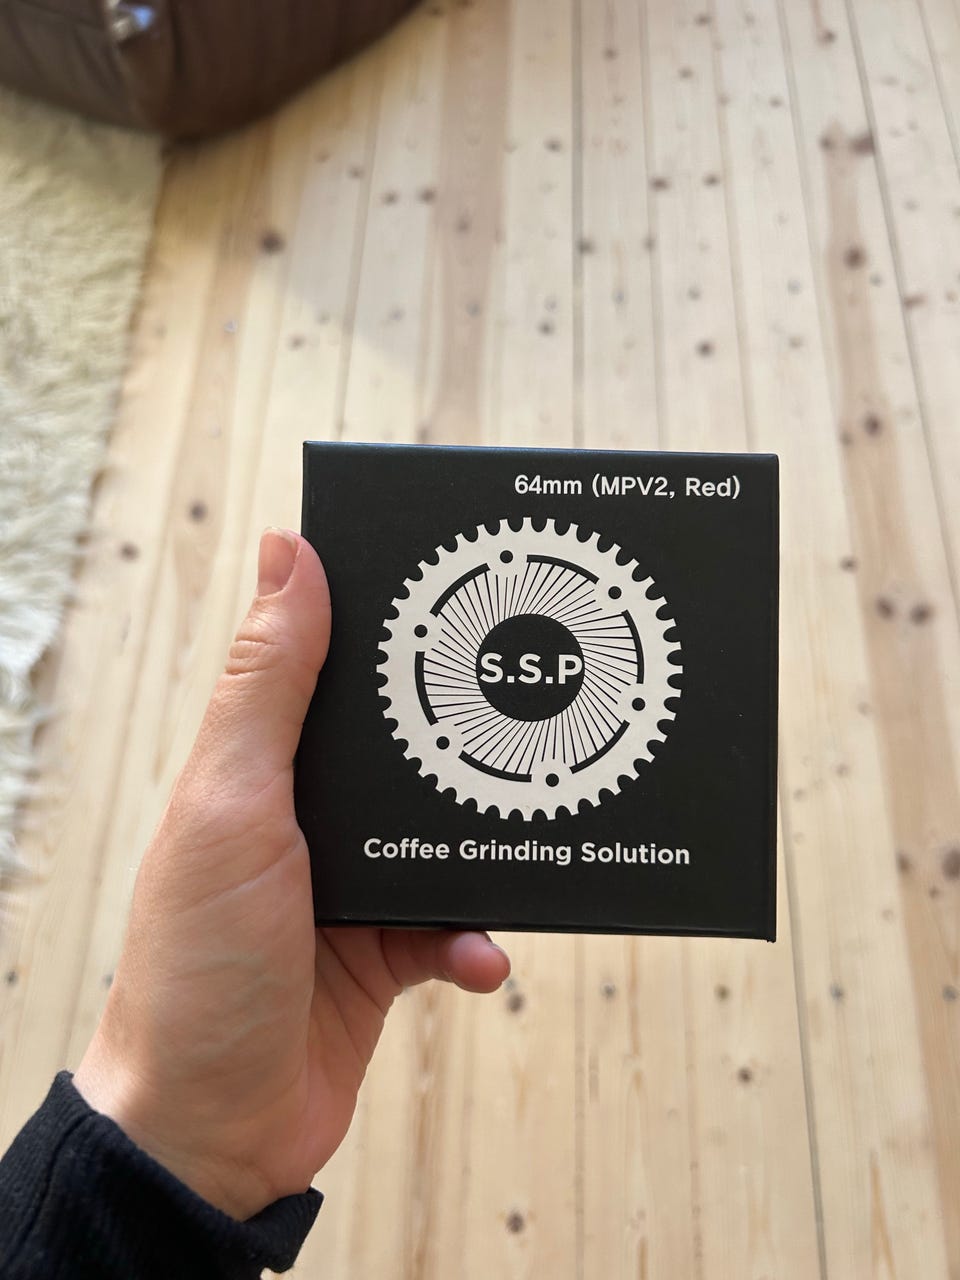 64mm (MPV2, Red)
S.S.P
Coffee Grinding Solution